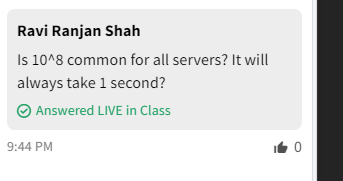 Ravi Ranjan Shah
Is 10^8 common for all servers? It will
always take 1 second?
Answered LIVE in Class
9:44 PM
0